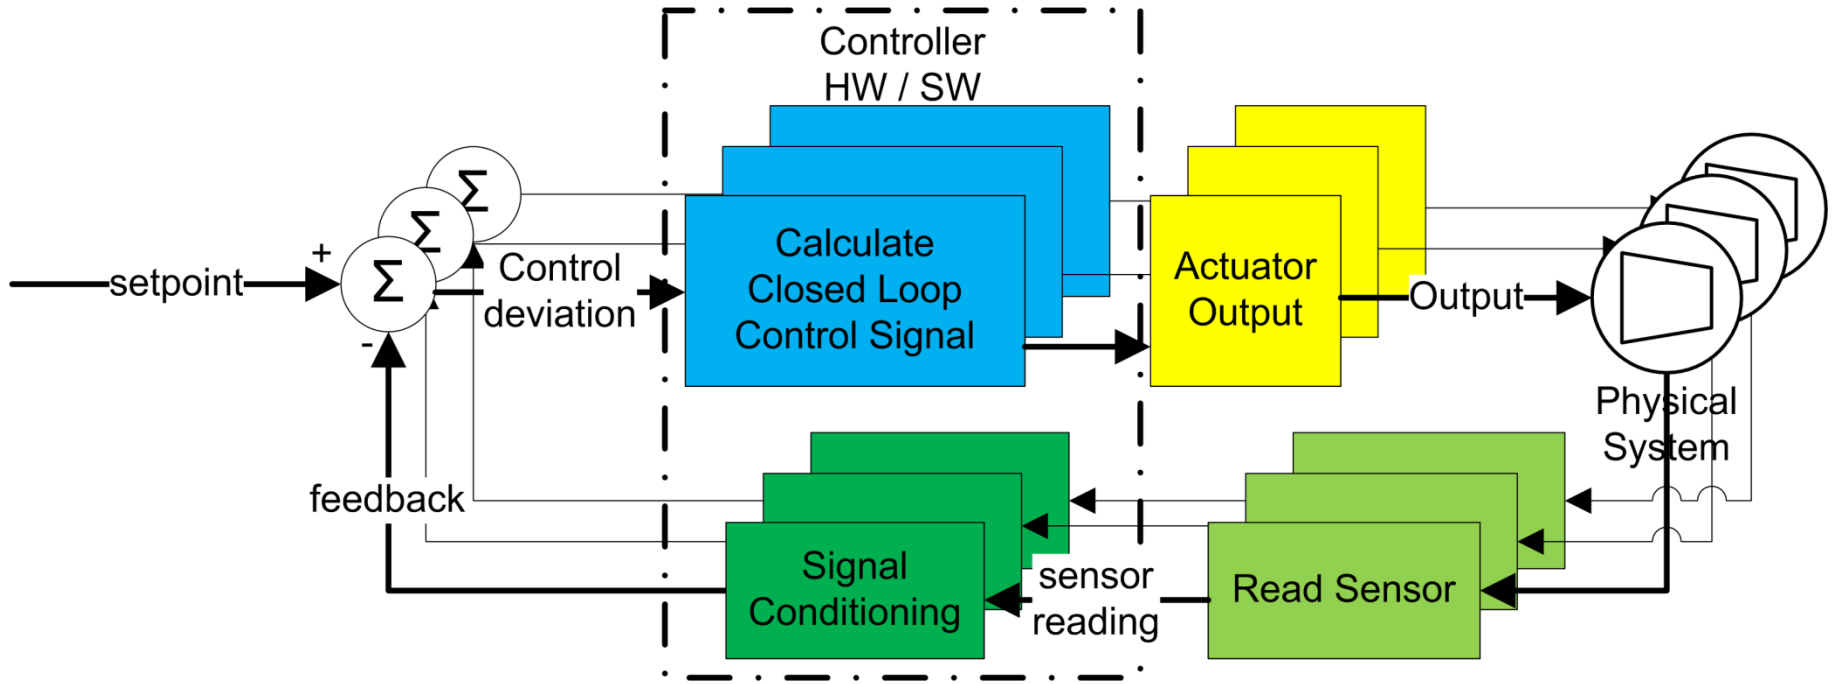 Controller
HW / SW
Σ
Σ
Σ
+
setpoint
-
Control
deviation
Calculate
Closed Loop
Control Signal
Actuator
Output
Output
Physical
System
feedback
Signal
Conditioning
sensor
reading
Read Sensor